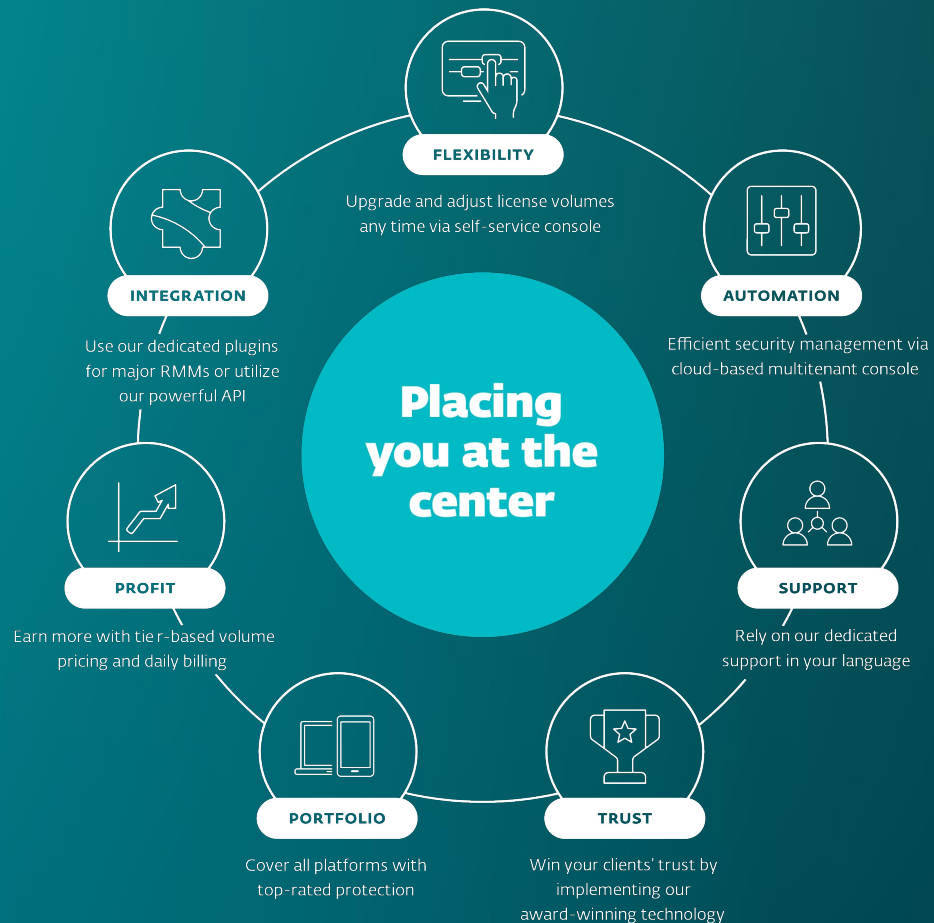 FLEXIBILITY
Upgrade and adjust license volumes
any time via self-service console
AUTOMATION
Efficient security management via
cloud-based multitenant console
SUPPORT
Rely on our dedicated
support in your language
TRUST
Win your clients' trust by
implementing our
award-winning technology
PORTFOLIO
Cover all platforms with
top-rated protection
PROFIT
Earn more with tie r-based volume
pricing and daily billing
INTEGRATION
Use our dedicated plugins
for major RMMs or utilize
our powerful API
Placing
you at the
center